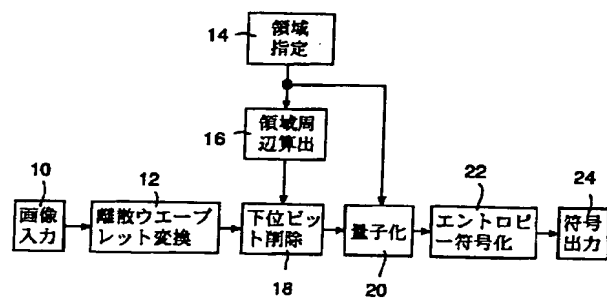 14
領域
指定
16
領域周
辺算出
10
画像
入力
12
離散ウエーブ
レット変換
下位ビッ
ト削除
18
量子化
20
22
エントロピ
ー符号化
24
符号
出力